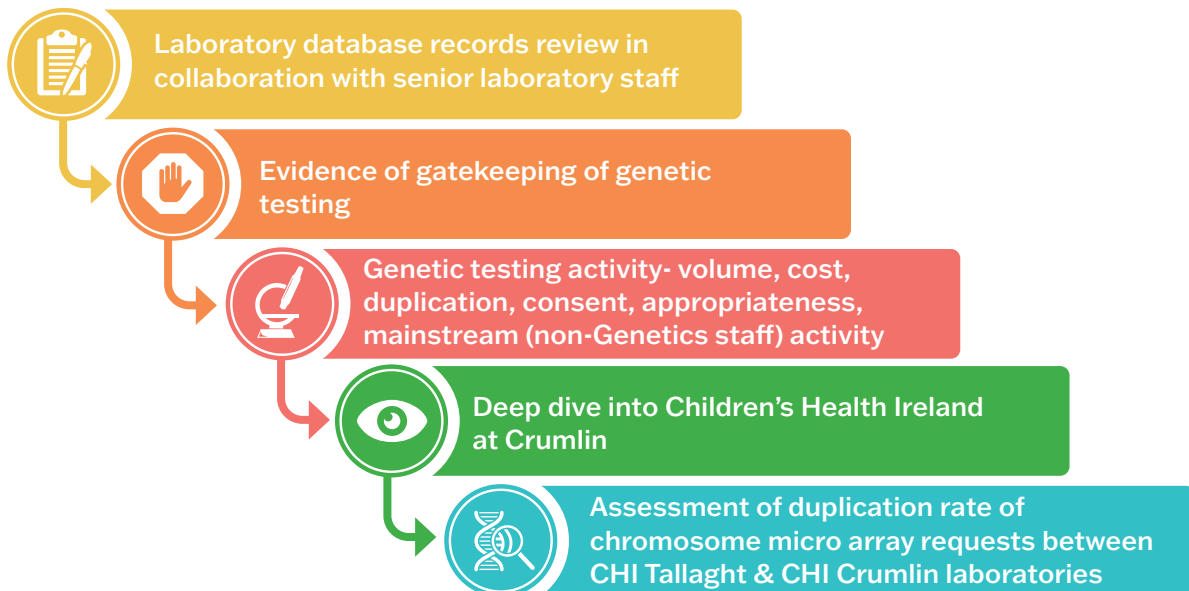 Laboratory database records review in
collaboration with senior laboratory staff
Evidence of gatekeeping of genetic
testing
Genetic testing activity- volume, cost,
duplication, consent, appropriateness,
mainstream (non-Genetics staff) activity
Deep dive into Children’s Health Ireland
at Crumlin
Assessment of duplication rate of
chromosome micro array requests between
CHI Tallaght & CHI Crumlin laboratories